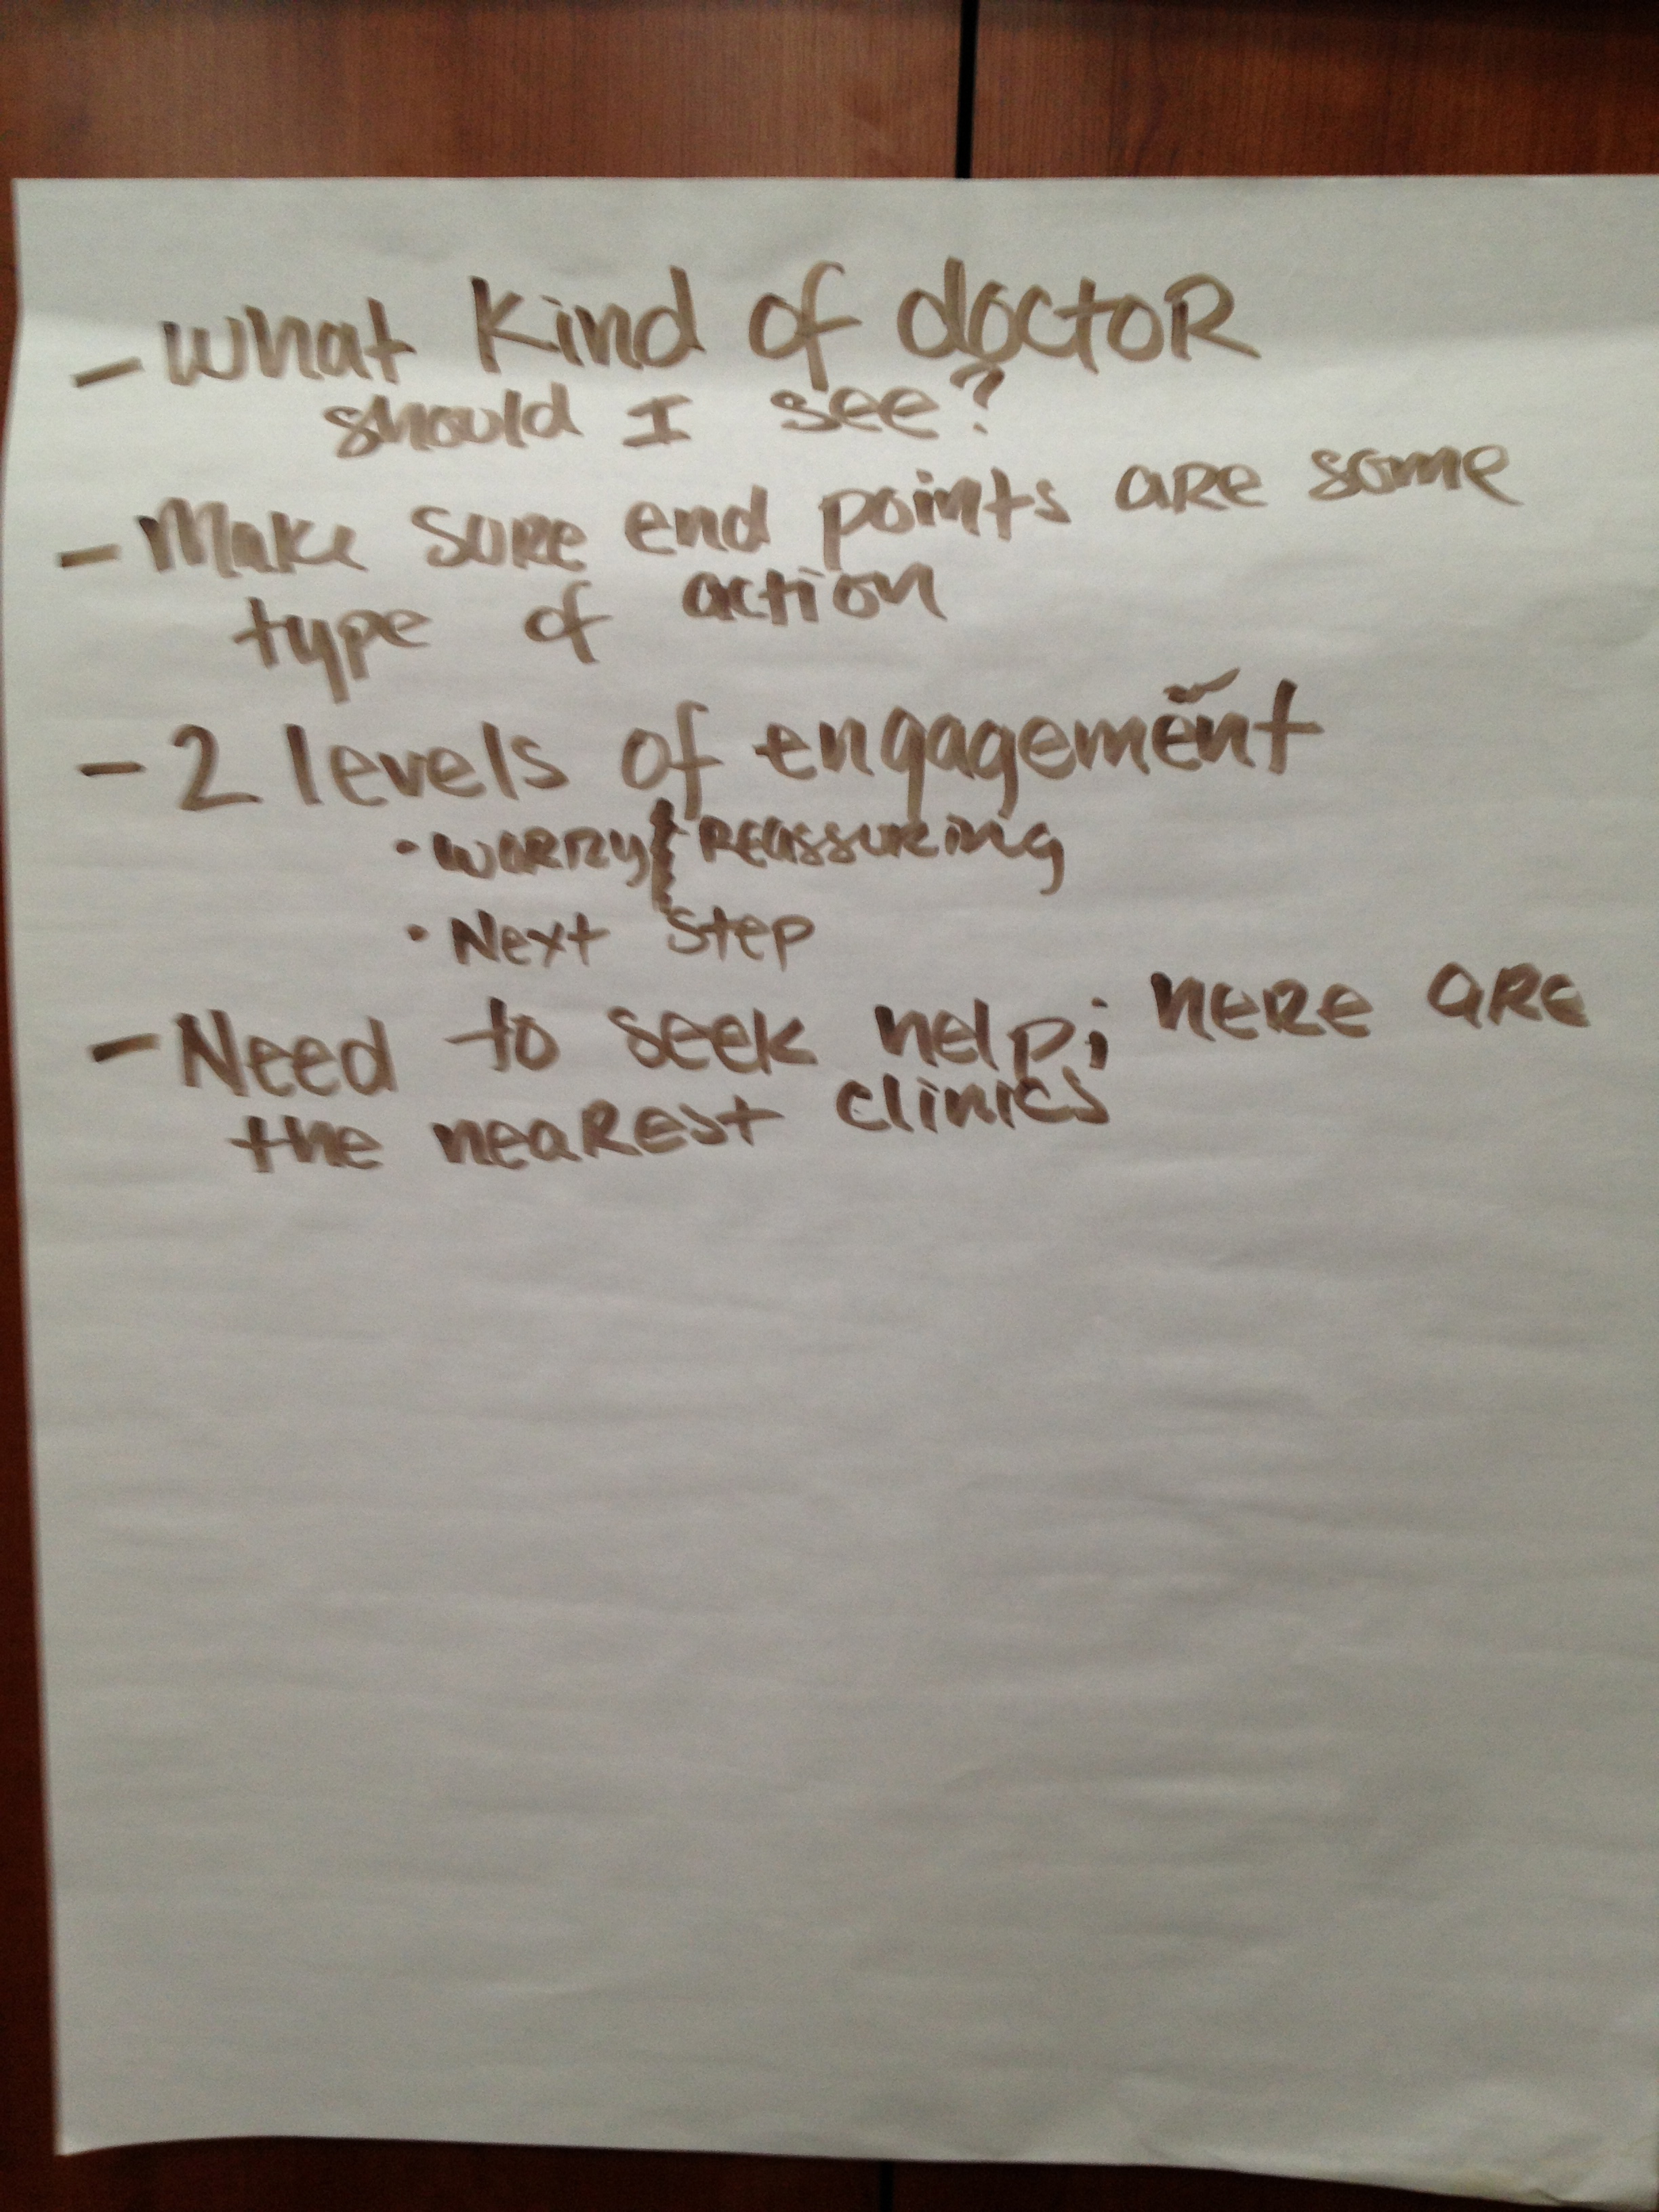 - What kind of doctor
should I see?
- Make sure end points are some
type of action
- 2 levels of engagement
• worry } reassuring
• Next step
- Need to seek help; here are
the nearest clinics